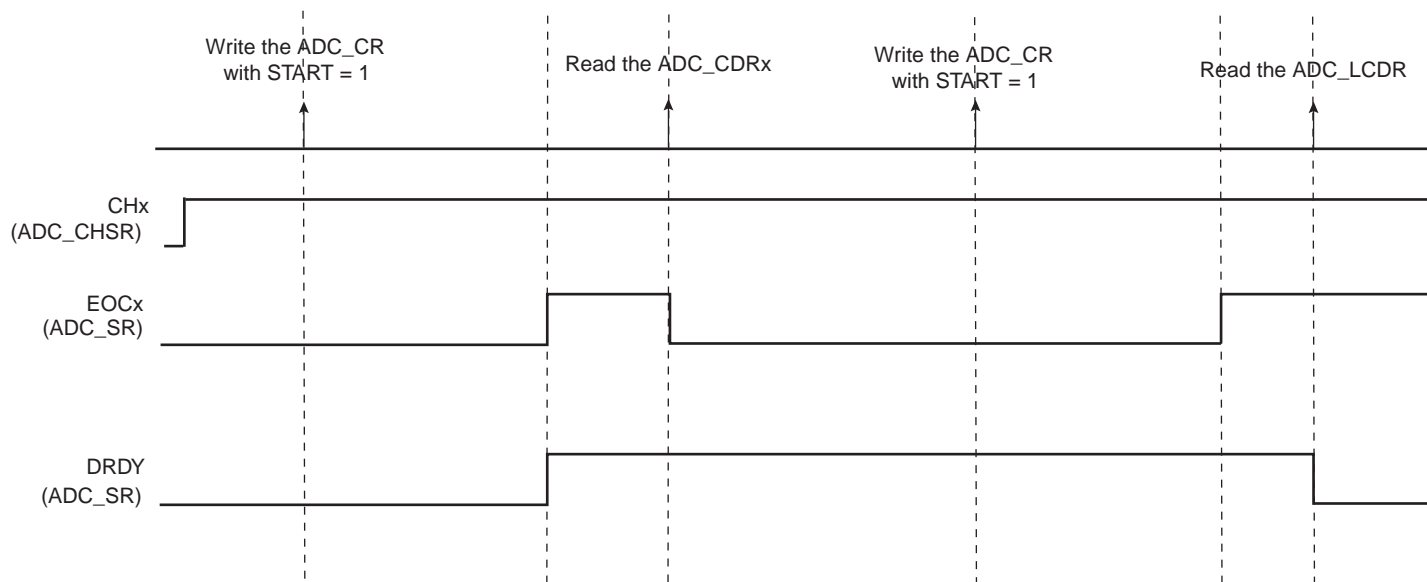 Write the ADC_CR
with START = 1
Read the ADC_CDRx
Write the ADC_CR
with START = 1
Read the ADC_LCDR
CHx
(ADC_CHSR)
EOCx
(ADC_SR)
DRDY
(ADC_SR)